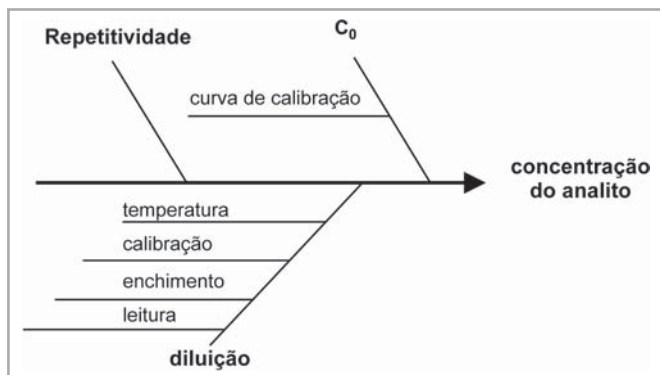 Repetitividade
C₀
curva de calibração
concentração
do analito
temperatura
calibração
enchimento
leitura
diluição